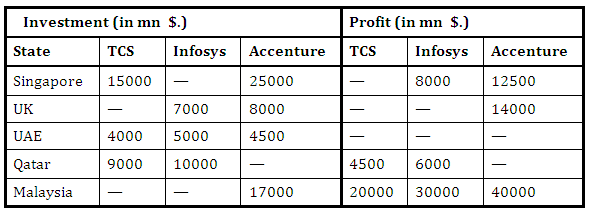 Investment (in mn $.) Profit (in mn $.)
State TCS Infosys Accenture TCS Infosys Accenture
Singapore 15000 — 25000 — 8000 12500
UK — 7000 8000 — — 14000
UAE 4000 5000 4500 — — —
Qatar 9000 10000 — 4500 6000 —
Malaysia — — 17000 20000 30000 40000